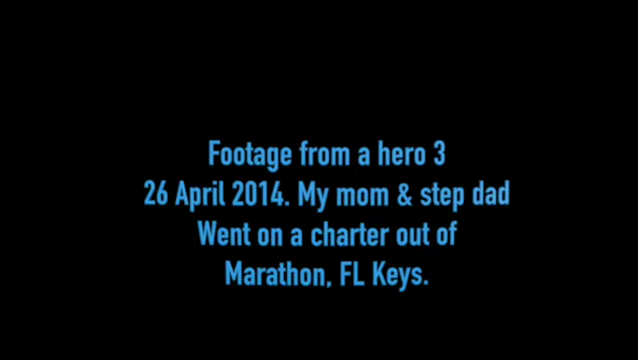 Footage from a hero 3
26 April 2014. My mom & step dad
Went on a charter out of
Marathon, FL Keys.